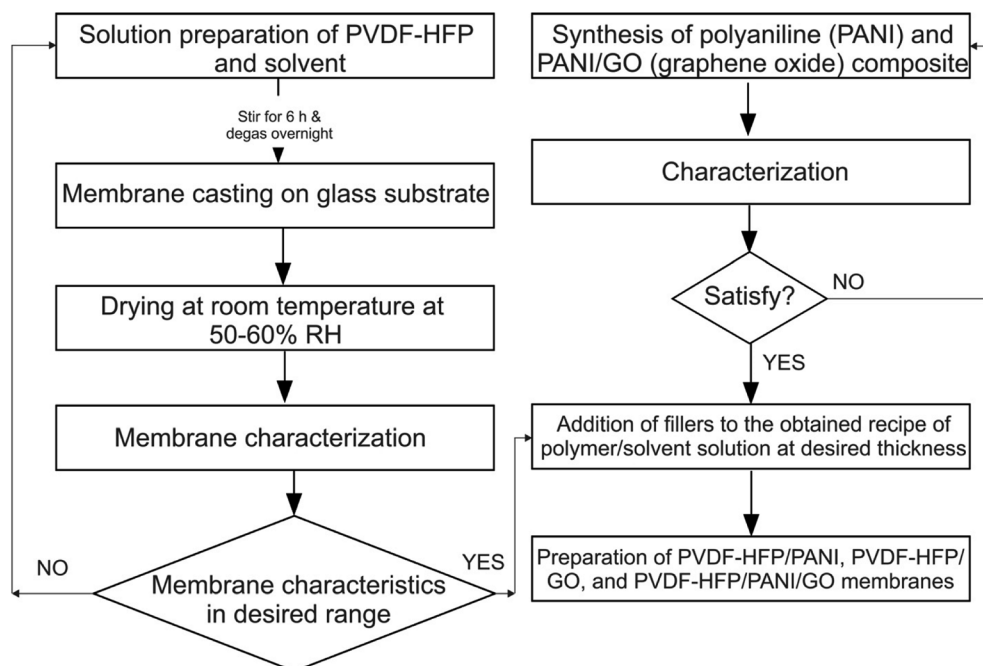 Solution preparation of PVDF-HFP
and solvent
Stir for 6 h &
degas overnight
Membrane casting on glass substrate
Drying at room temperature at
50-60% RH
Membrane characterization
NO
YES
Membrane characteristics
in desired range
Synthesis of polyaniline (PANI) and
PANI/GO (graphene oxide) composite
Characterization
Satisfy?
NO
YES
Addition of fillers to the obtained recipe of
polymer/solvent solution at desired thickness
Preparation of PVDF-HFP/PANI, PVDF-HFP/
GO, and PVDF-HFP/PANI/GO membranes